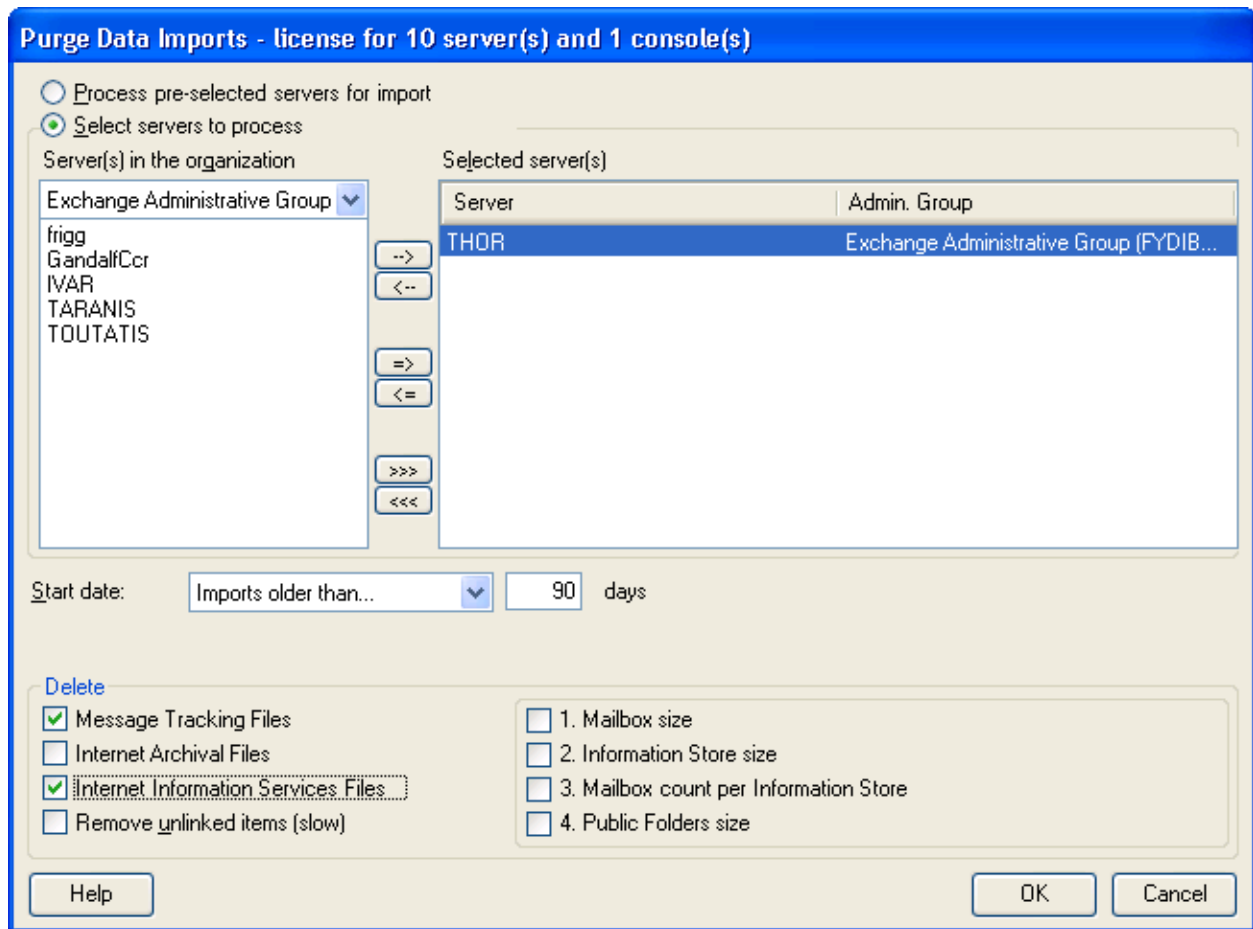 Purge Data Imports - license for 10 server(s) and 1 console(s)
Process pre-selected servers for import
Select servers to process
Server(s) in the organization
Selected server(s)
Exchange Administrative Group
Server
Admin. Group
frigg
GandalfCcr
IVAR
TARANIS
TOUTATIS
-->
<--
=>
<=
>>>
<<<
THOR
Exchange Administrative Group (FYDIB...
Start date:
Imports older than...
90
days
Delete
Message Tracking Files
Internet Archival Files
Internet Information Services Files
Remove unlinked items (slow)
1. Mailbox size
2. Information Store size
3. Mailbox count per Information Store
4. Public Folders size
Help
OK
Cancel